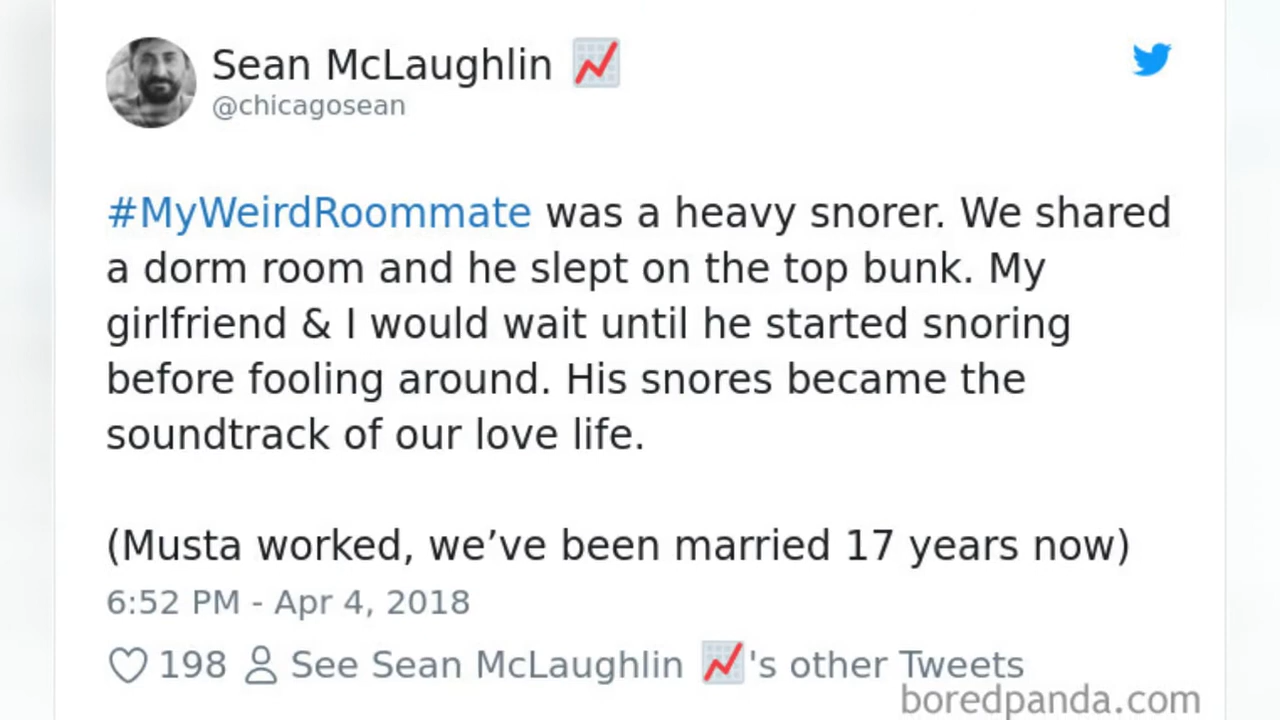 Sean McLaughlin 📈
@chicagosean
#MyWeirdRoommate was a heavy snorer. We shared
a dorm room and he slept on the top bunk. My
girlfriend & I would wait until he started snoring
before fooling around. His snores became the
soundtrack of our love life.
(Musta worked, we’ve been married 17 years now)
6:52 PM - Apr 4, 2018
198 See Sean McLaughlin 📈's other Tweets
boredpanda.com